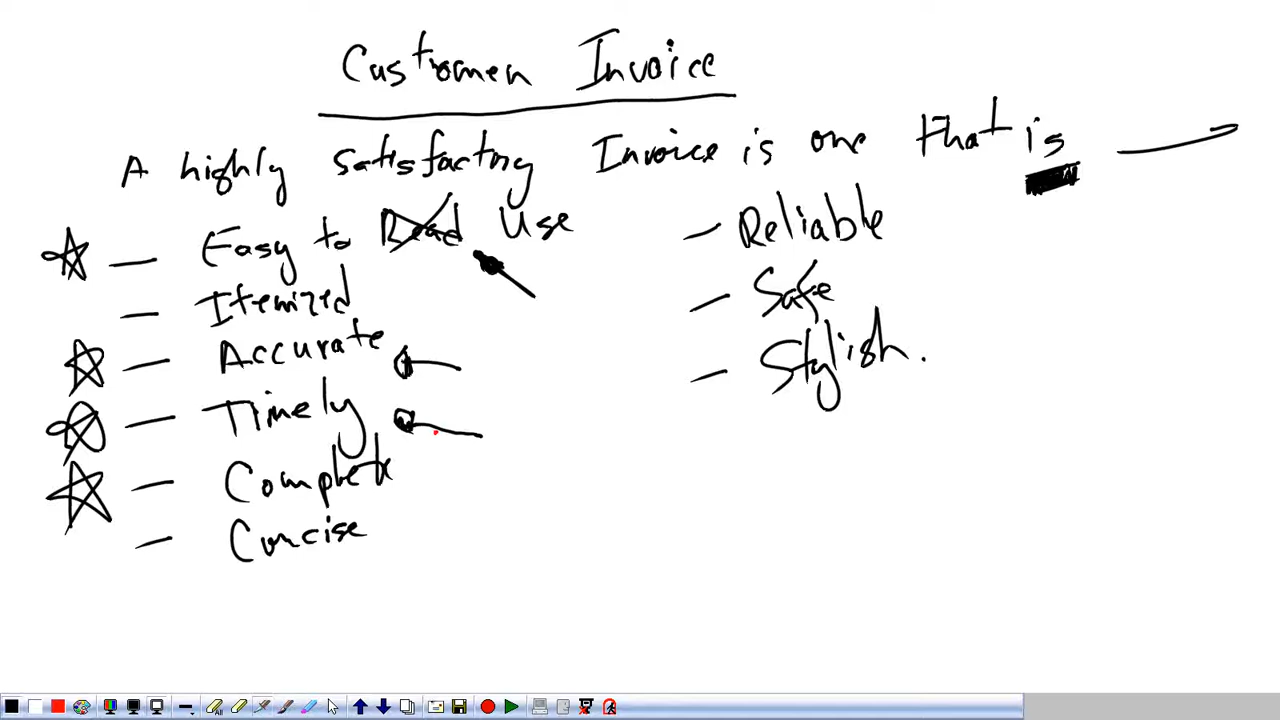 Customer Invoice
A highly satisfactory Invoice is one that is
– Easy to Read Use
– Itemized
– Accurate
– Timely
– Complete
– Concise
– Reliable
– Safe
– Stylish.